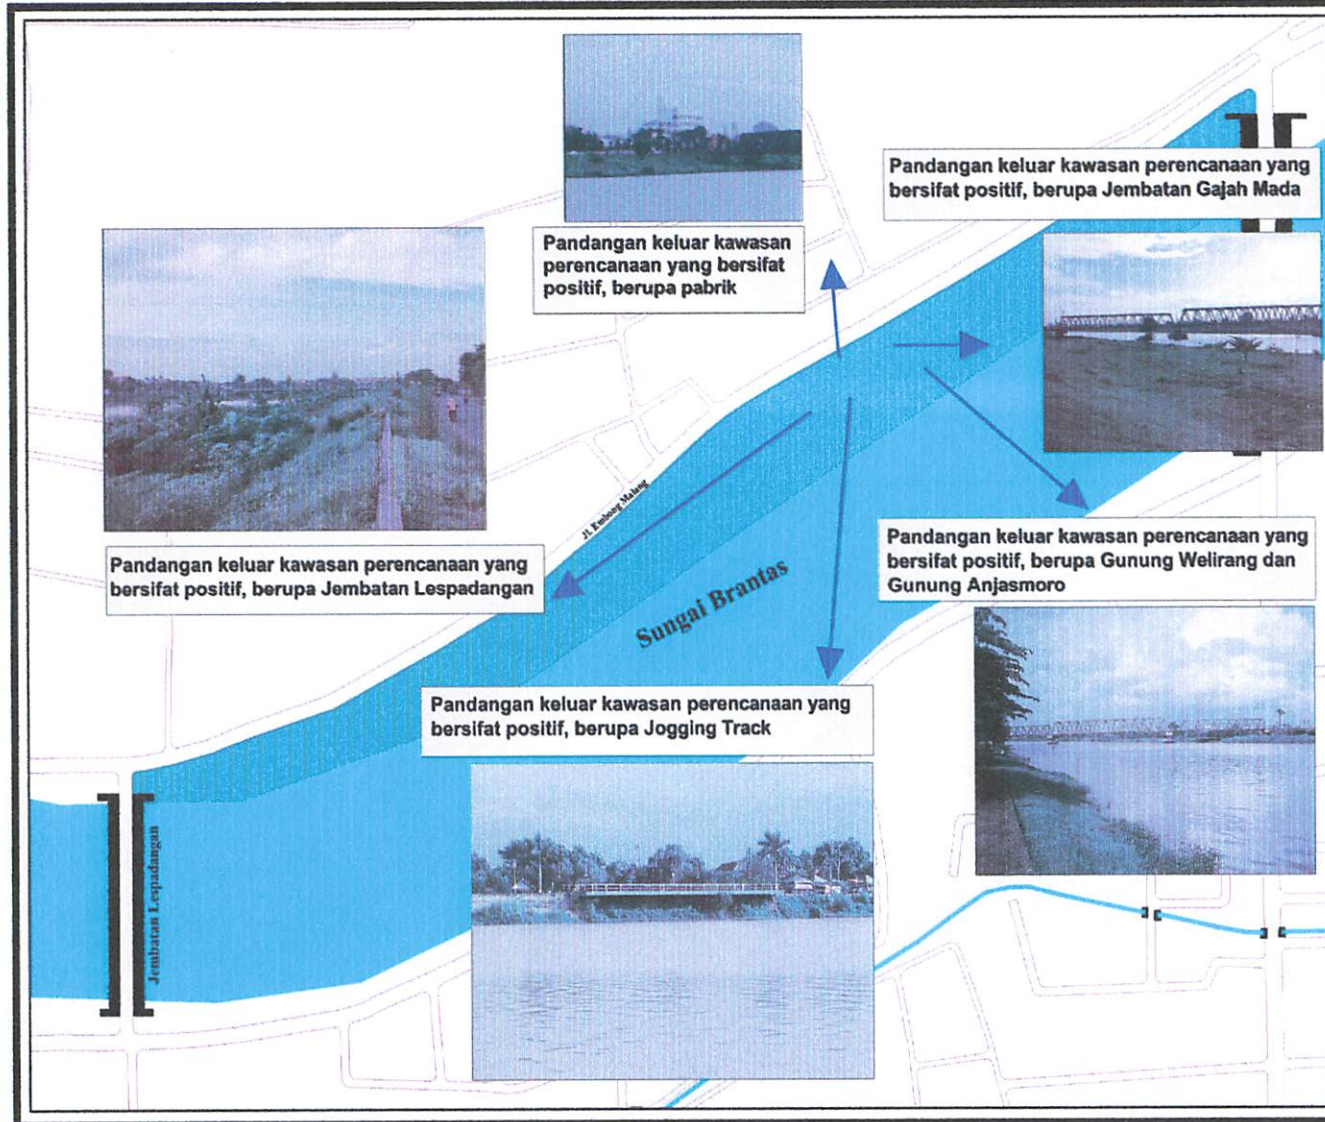 Pandangan keluar kawasan perencanaan yang
bersifat positif, berupa Jembatan Gajah Mada
Pandangan keluar kawasan
perencanaan yang bersifat
positif, berupa pabrik
Jl. Embong Malang
Pandangan keluar kawasan perencanaan yang
bersifat positif, berupa Jembatan Lespadangan
Pandangan keluar kawasan perencanaan yang
bersifat positif, berupa Gunung Welirang dan
Gunung Anjasmoro
Sungai Brantas
Pandangan keluar kawasan perencanaan yang
bersifat positif, berupa Jogging Track
Jembatan Lespadangan